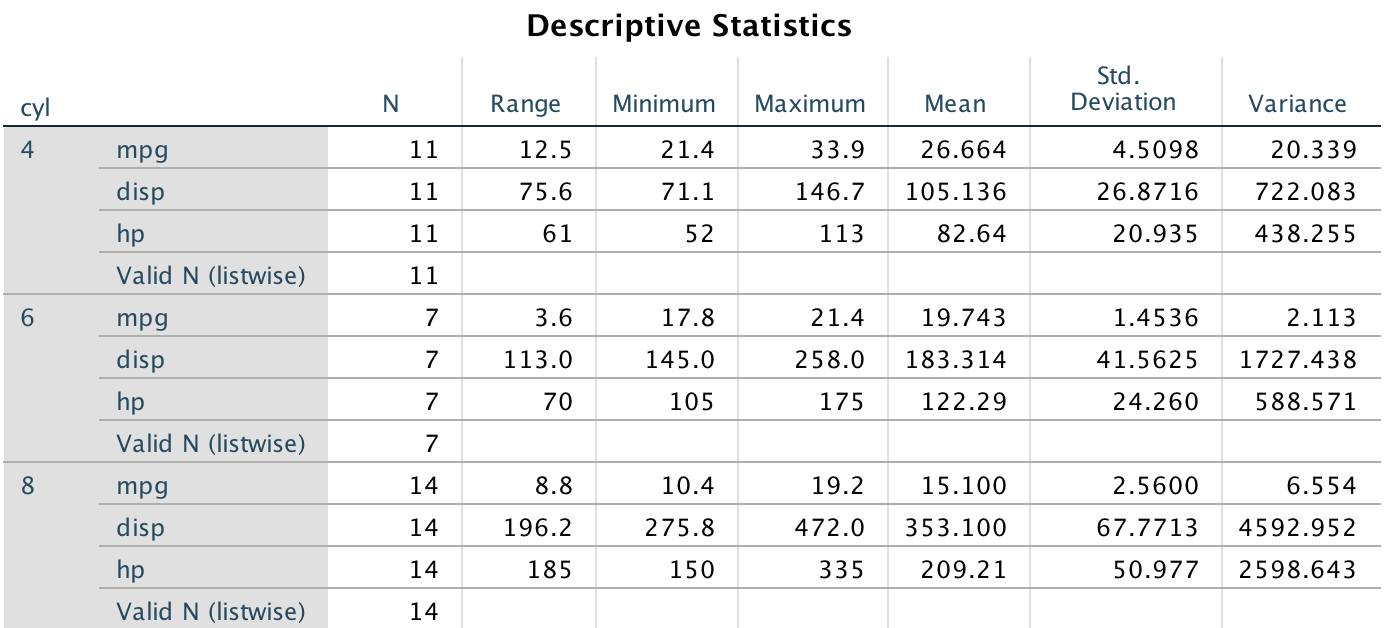 Descriptive Statistics
cyl N Range Minimum Maximum Mean Std. Deviation Variance
4 mpg 11 12.5 21.4 33.9 26.664 4.5098 20.339
disp 11 75.6 71.1 146.7 105.136 26.8716 722.083
hp 11 61 52 113 82.64 20.935 438.255
Valid N (listwise) 11
6 mpg 7 3.6 17.8 21.4 19.743 1.4536 2.113
disp 7 113.0 145.0 258.0 183.314 41.5625 1727.438
hp 7 70 105 175 122.29 24.260 588.571
Valid N (listwise) 7
8 mpg 14 8.8 10.4 19.2 15.100 2.5600 6.554
disp 14 196.2 275.8 472.0 353.100 67.7713 4592.952
hp 14 185 150 335 209.21 50.977 2598.643
Valid N (listwise) 14